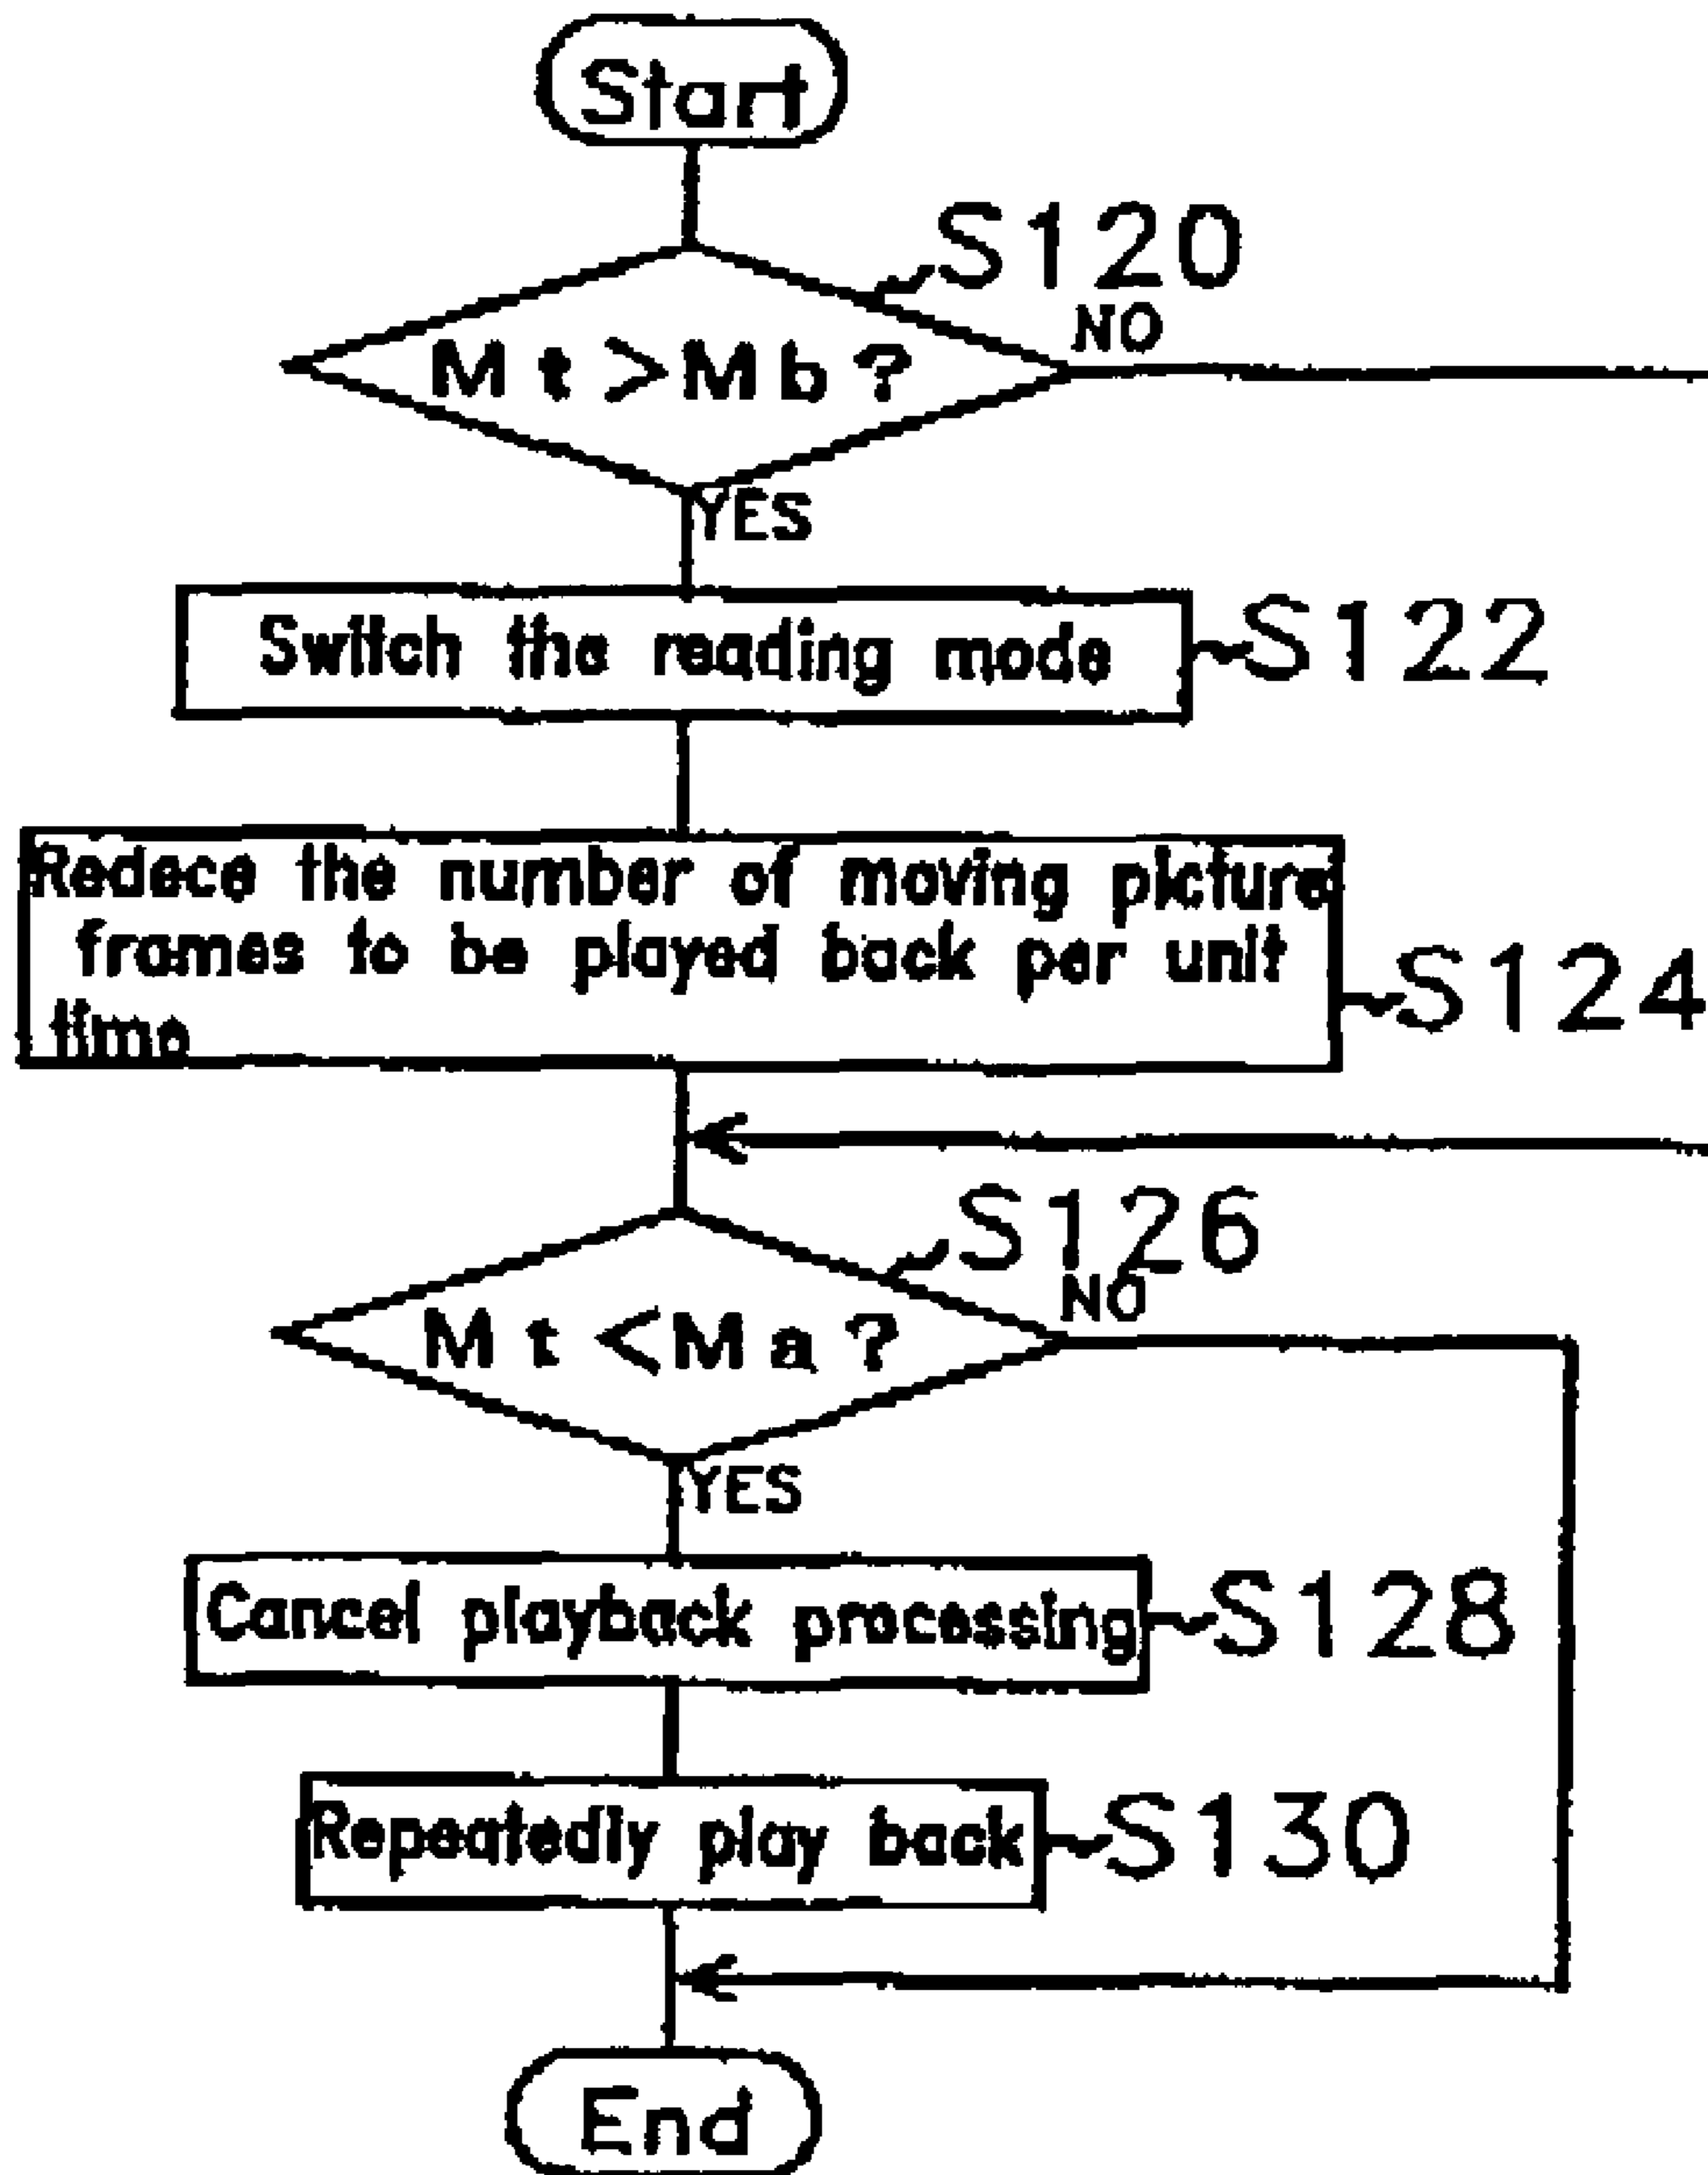 Start
S120
Mt>Mb?
NO
YES
Switch the reading mode
S122
Redece the number of moving picture
frames to be played back per unit
time
S124
S126
Mt<Ma?
NO
YES
Cancel playback processing
S128
Repeatedly play back
S130
End